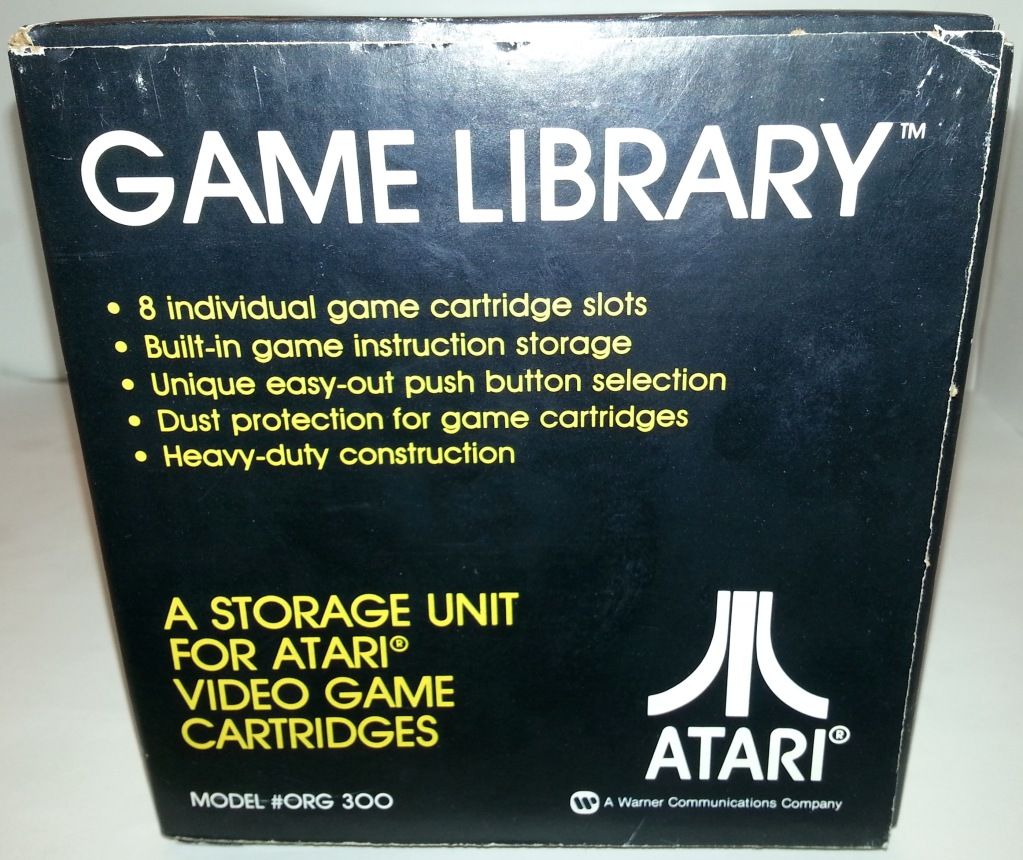 GAME LIBRARY™
• 8 individual game cartridge slots
• Built-in game instruction storage
• Unique easy-out push button selection
• Dust protection for game cartridges
• Heavy-duty construction
A STORAGE UNIT
FOR ATARI®
VIDEO GAME
CARTRIDGES
MODEL #ORG 300
ATARI®
A Warner Communications Company